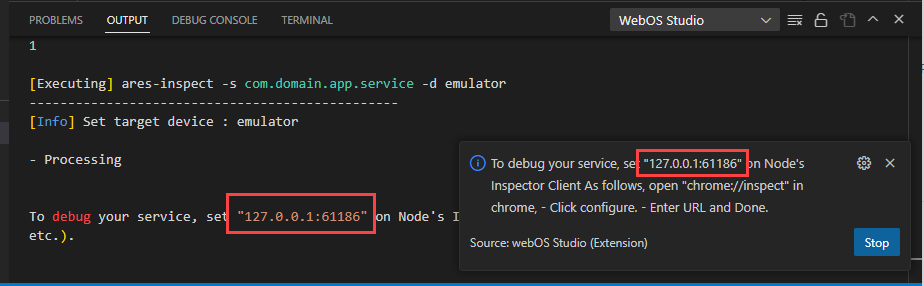 PROBLEMS OUTPUT DEBUG CONSOLE TERMINAL WebOS Studio
1
[Executing] ares-inspect -s com.domain.app.service -d emulator
-------------------------------------------------
[Info] Set target device : emulator
- Processing
To debug your service, set "127.0.0.1:61186" on Node's I
etc.).
To debug your service, set "127.0.0.1:61186" on Node's
Inspector Client As follows, open "chrome://inspect" in
chrome, - Click configure. - Enter URL and Done.
Source: webOS Studio (Extension)
Stop